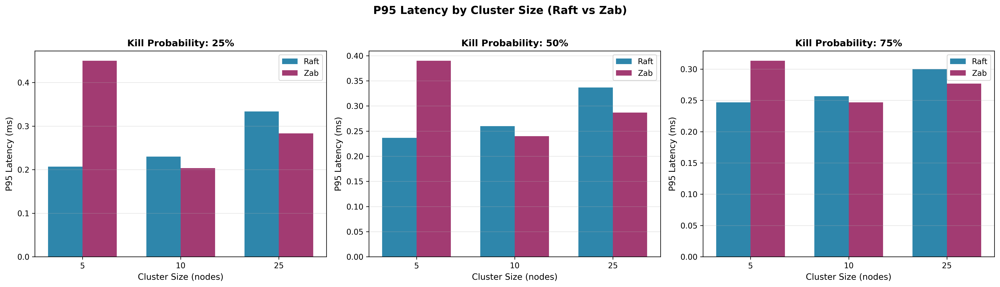 P95 Latency by Cluster Size (Raft vs Zab)
Kill Probability: 25%
P95 Latency (ms)
0.4
0.3
0.2
0.1
0.0
Raft
Zab
5 10 25
Cluster Size (nodes)
Kill Probability: 50%
P95 Latency (ms)
0.40
0.35
0.30
0.25
0.20
0.15
0.10
0.05
0.00
Raft
Zab
5 10 25
Cluster Size (nodes)
Kill Probability: 75%
P95 Latency (ms)
0.30
0.25
0.20
0.15
0.10
0.05
0.00
Raft
Zab
5 10 25
Cluster Size (nodes)